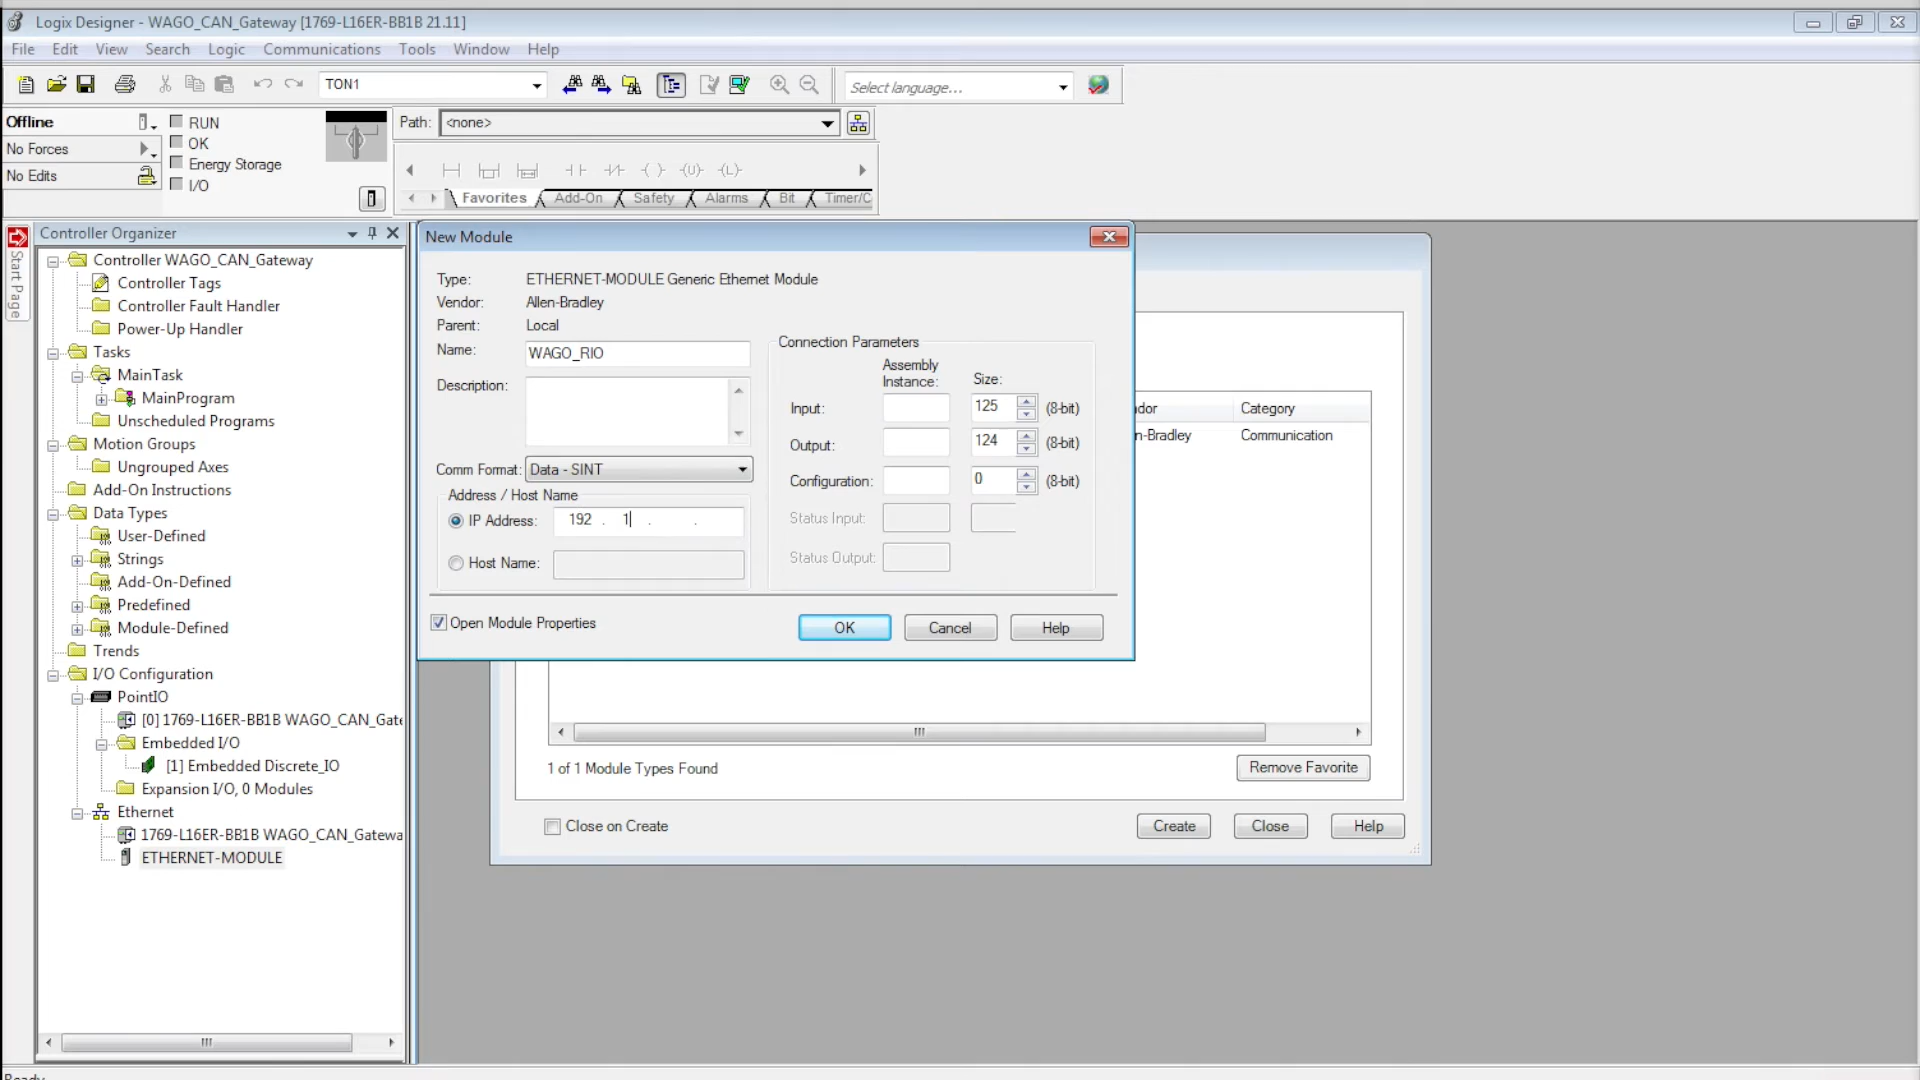 Logix Designer - WAGO_CAN_Gateway [1769-L16ER-BB1B 21.11]
File Edit View Search Logic Communications Tools Window Help
TON1
Select language...
Offline
RUN
Path: <none>
No Forces
OK
Energy Storage
No Edits
I/O
Favorites Add-On Safety Alarms Bit Timer/C
Start Page
Controller Organizer
Controller WAGO_CAN_Gateway
Controller Tags
Controller Fault Handler
Power-Up Handler
Tasks
MainTask
MainProgram
Unscheduled Programs
Motion Groups
Ungrouped Axes
Add-On Instructions
Data Types
User-Defined
Strings
Add-On-Defined
Predefined
Module-Defined
Trends
I/O Configuration
PointIO
[0] 1769-L16ER-BB1B WAGO_CAN_Gate
Embedded I/O
[1] Embedded Discrete_IO
Expansion I/O, 0 Modules
Ethernet
1769-L16ER-BB1B WAGO_CAN_Gatewa
ETHERNET-MODULE
New Module
Type: ETHERNET-MODULE Generic Ethernet Module
Vendor: Allen-Bradley
Parent: Local
Name: WAGO_RIO
Description:
Comm Format: Data - SINT
Address / Host Name
IP Address: 192 . 1 . .
Host Name:
Connection Parameters
Assembly
Instance: Size:
Input: 125 (8-bit)
Output: 124 (8-bit)
Configuration: 0 (8-bit)
Status Input:
Status Output:
Open Module Properties
OK Cancel Help
dor Category
n-Bradley Communication
1 of 1 Module Types Found
Remove Favorite
Close on Create
Create Close Help
Ready